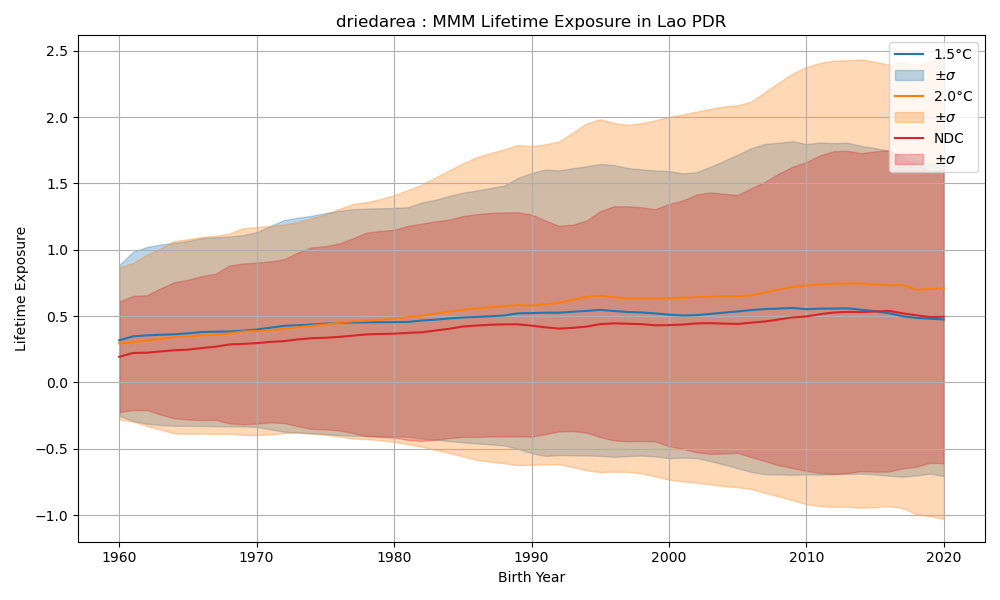 driedarea : MMM Lifetime Exposure in Lao PDR
2.5
2.0
1.5
1.0
0.5
0.0
−0.5
−1.0
Lifetime Exposure
1.5°C
±σ
2.0°C
±σ
NDC
±σ
1960
1970
1980
1990
2000
2010
2020
Birth Year